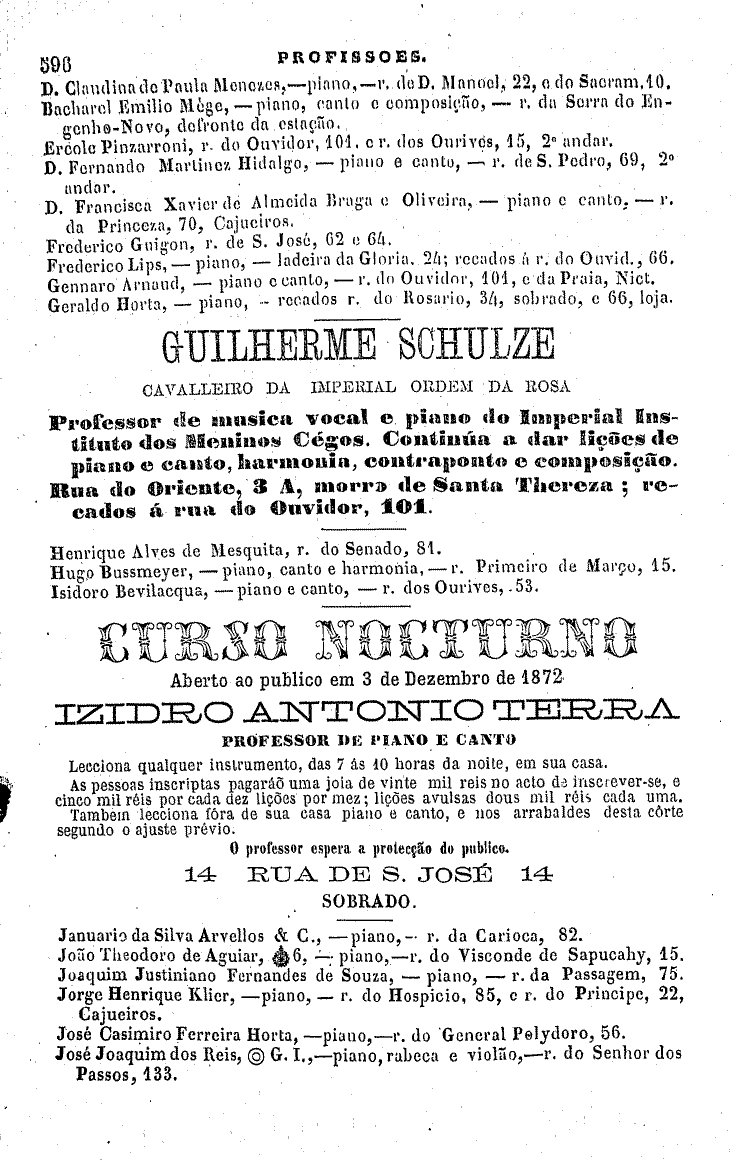 596
PROFISSOES.
D. Claudina de Paula Menezes,—piano,—r. de D. Manoel, 22, e do Sacram. 10.
Bacharel Emilio Mège, — piano, canto e composição, — r. da Serra do En-
genho-Novo, defronte da estação.
Ercole Pinzarroni, r. do Ouvidor, 101. e r. dos Ourives, 15, 2º andar.
D. Fernando Martinez Hidalgo, — piano e canto, — r. de S. Pedro, 69, 2º
andar.
D. Francisca Xavier de Almeida Braga e Oliveira, — piano e canto, — r.
da Princeza, 70, Cajueiros.
Frederico Guigon, r. de S. José, 62 e 64.
Frederico Lips, — piano, — ladeira da Gloria. 24; recados á r. do Ouvid., 66.
Gennaro Arnaud, — piano e canto, — r. do Ouvidor, 101, e da Praia, Nict.
Geraldo Horta, — piano, – recados r. do Rosario, 34, sobrado, e 66, loja.
GUILHERME SCHULZE
CAVALLEIRO DA IMPERIAL ORDEM DA ROSA
Professor de musica vocal e piano do Imperial Ins-
tituto dos Meninos Cégos. Continúa a dar lições de
piano e canto, harmonia, contraponto e composição.
Rua do Oriente, 3 A, morro de Santa Thereza ; re-
cados á rua do Ouvidor, 101.
Henrique Alves de Mesquita, r. do Senado, 81.
Hugo Bussmeyer, — piano, canto e harmonia, — r. Primeiro de Março, 15.
Isidoro Bevilacqua, — piano e canto, — r. dos Ourives, 53.
CURSO NOCTURNO
Aberto ao publico em 3 de Dezembro de 1872
IZIDRO ANTONIO TERRA
PROFESSOR DE PIANO E CANTO
Lecciona qualquer instrumento, das 7 ás 10 horas da noite, em sua casa.
As pessoas inscriptas pagaráõ uma joia de vinte mil reis no acto de inscrever-se, e
cinco mil réis por cada dez lições por mez ; lições avulsas dous mil réis cada uma.
Tambem lecciona fóra de sua casa piano e canto, e nos arrabaldes desta côrte
segundo o ajuste prévio.
O professor espera a protecção do publico.
14 RUA DE S. JOSÉ 14
SOBRADO.
Januario da Silva Arvellos & C., — piano, – r. da Carioca, 82.
João Theodoro de Aguiar, 6, — piano,—r. do Visconde de Sapucahy, 15.
Joaquim Justiniano Fernandes de Souza, — piano, — r. da Passagem, 75.
Jorge Henrique Klier, —piano, — r. do Hospicio, 85, e r. do Principe, 22,
Cajueiros.
José Casimiro Ferreira Horta, —piano,—r. do General Polydoro, 56.
José Joaquim dos Reis, © G. I.,—piano, rabeca e violão,—r. do Senhor dos
Passos, 133.